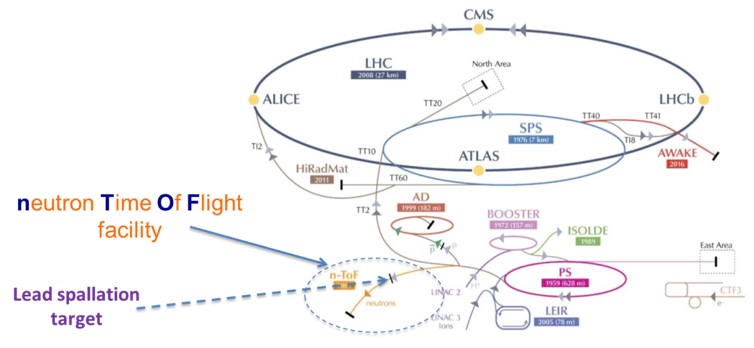 CMS
LHC
2008 (27 km)
North Area
ALICE
LHCb
TT20
TT40
TT41
SPS
1976 (7 km)
TI2
TI8
TT10
HiRadMat
2011
ATLAS
AWAKE
2016
TT60
neutron Time Of Flight
facility
AD
1999 (182 m)
TT2
BOOSTER
1972 (157 m)
ISOLDE
1989
East Area
p
p
n-ToF
PS
1959 (628 m)
Lead spallation
target
neutrons
LINAC 2
H+
CTF3
e-
LINAC 3
Ions
LEIR
2005 (78 m)